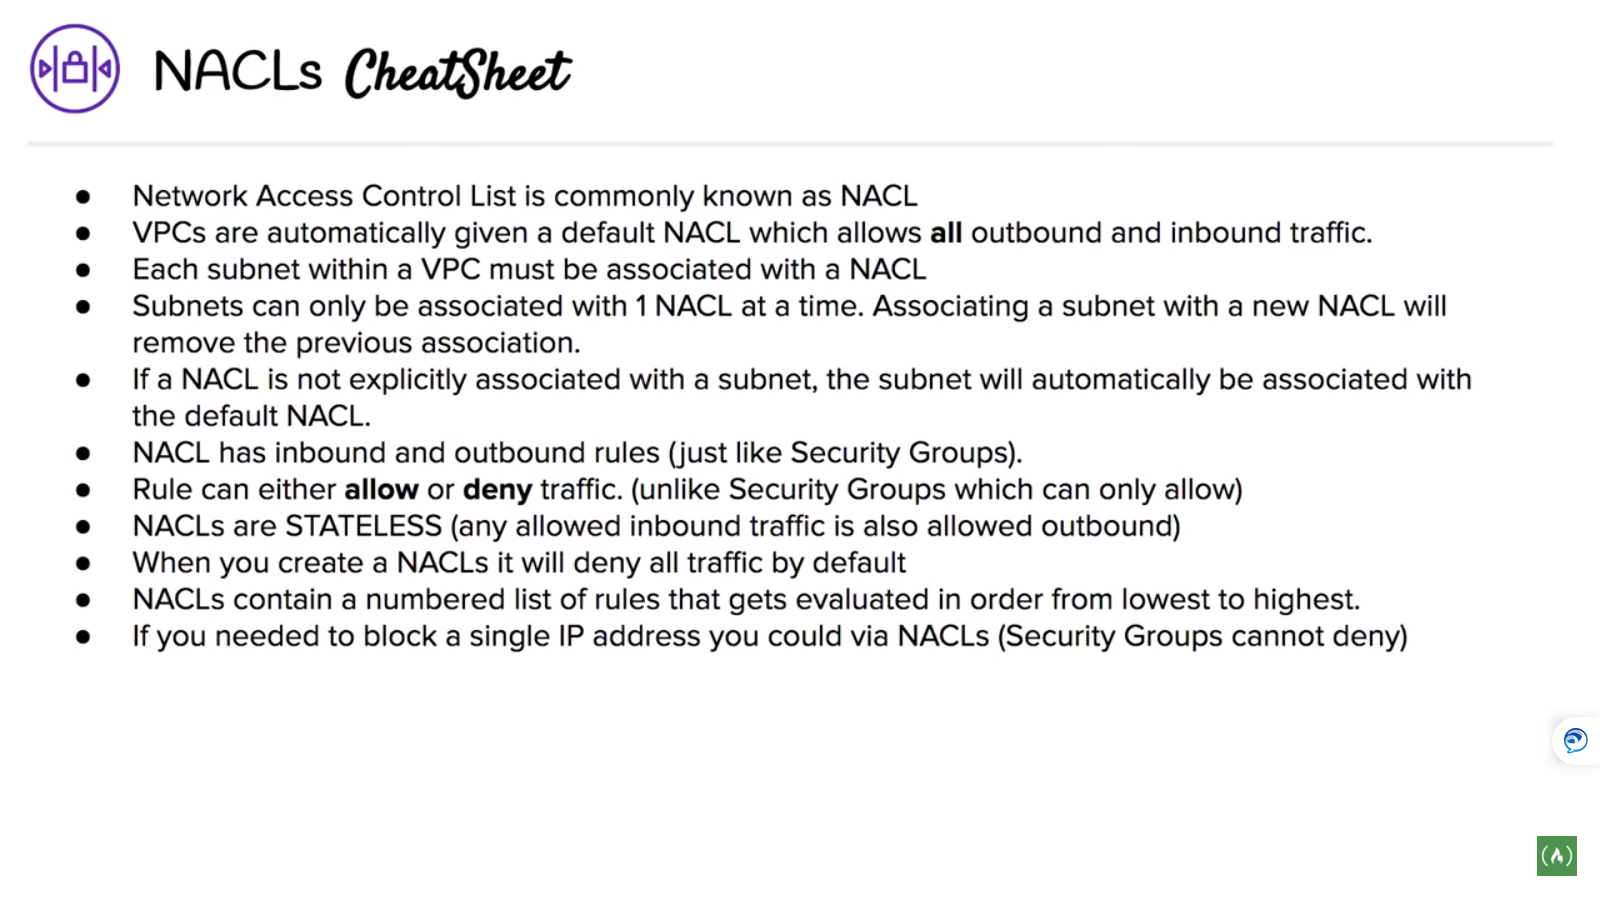 NACLs CheatSheet
● Network Access Control List is commonly known as NACL
● VPCs are automatically given a default NACL which allows all outbound and inbound traffic.
● Each subnet within a VPC must be associated with a NACL
● Subnets can only be associated with 1 NACL at a time. Associating a subnet with a new NACL will
remove the previous association.
● If a NACL is not explicitly associated with a subnet, the subnet will automatically be associated with
the default NACL.
● NACL has inbound and outbound rules (just like Security Groups).
● Rule can either allow or deny traffic. (unlike Security Groups which can only allow)
● NACLs are STATELESS (any allowed inbound traffic is also allowed outbound)
● When you create a NACLs it will deny all traffic by default
● NACLs contain a numbered list of rules that gets evaluated in order from lowest to highest.
● If you needed to block a single IP address you could via NACLs (Security Groups cannot deny)